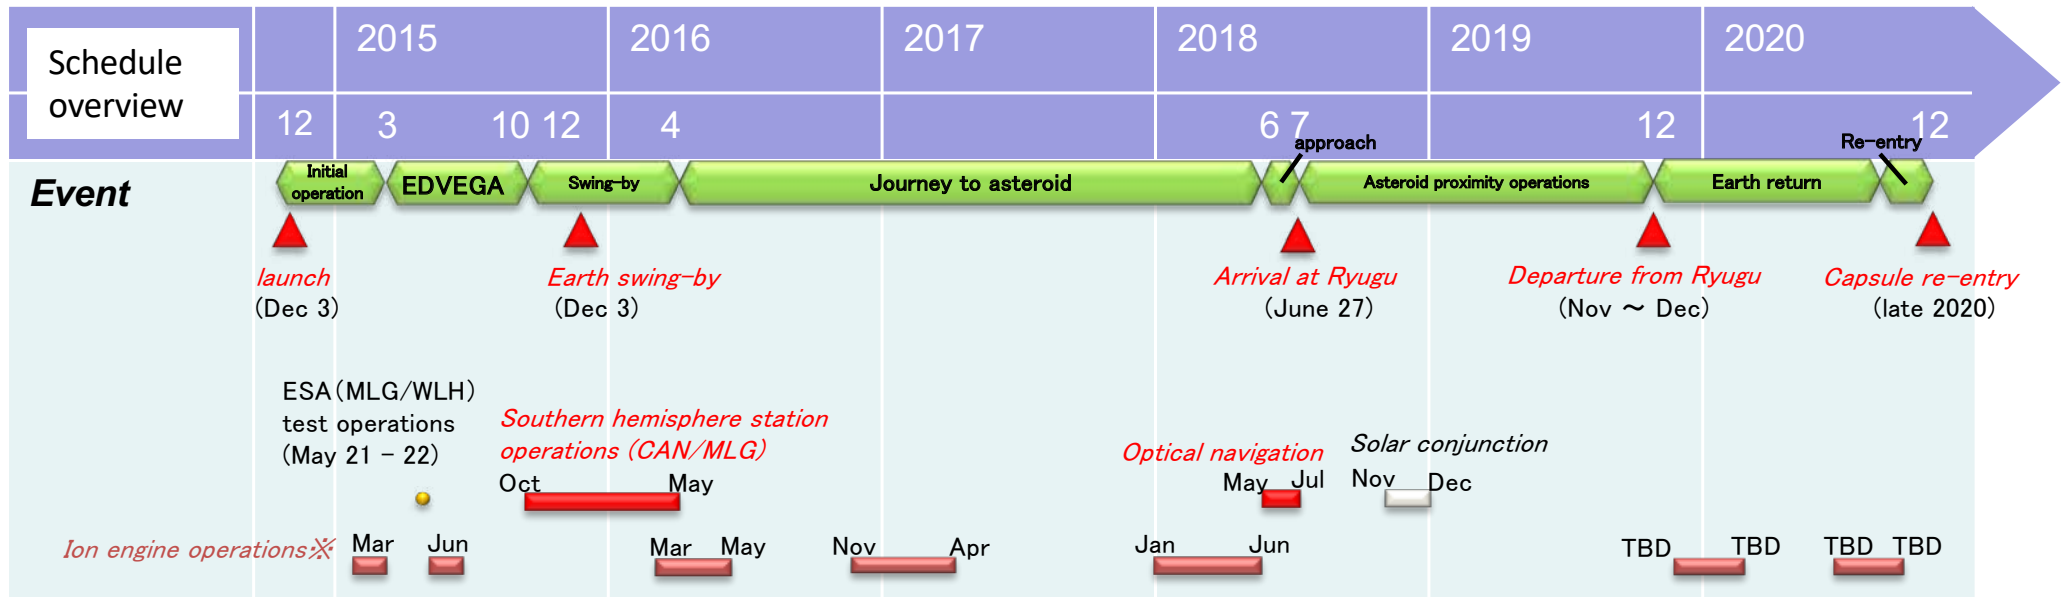 Schedule
overview
2015 2016 2017 2018 2019 2020
12 3 10 12 4 6 7 12 12
approach
Re-entry
Event
Initial
operation
EDVEGA
Swing-by
Journey to asteroid
Asteroid proximity operations
Earth return
launch
(Dec 3)
Earth swing-by
(Dec 3)
Arrival at Ryugu
(June 27)
Departure from Ryugu
(Nov ~ Dec)
Capsule re-entry
(late 2020)
ESA(MLG/WLH)
test operations
(May 21 - 22)
Southern hemisphere station
operations (CAN/MLG)
Oct May
Optical navigation
May Jul
Solar conjunction
Nov Dec
Ion engine operations※
Mar Jun Mar May Nov Apr Jan Jun TBD TBD TBD TBD